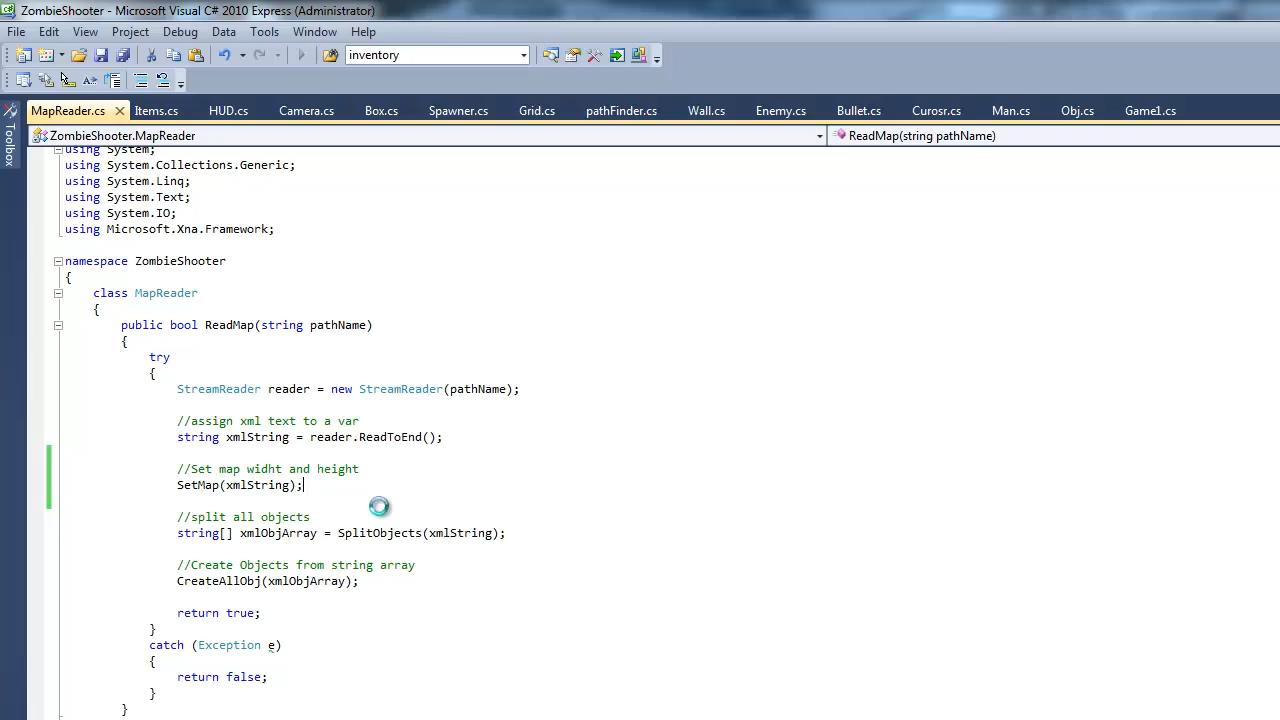 ZombieShooter - Microsoft Visual C# 2010 Express (Administrator)
File Edit View Project Debug Data Tools Window Help
inventory
MapReader.cs Items.cs HUD.cs Camera.cs Box.cs Spawner.cs Grid.cs pathFinder.cs Wall.cs Enemy.cs Bullet.cs Curosr.cs Man.cs Obj.cs Game1.cs
Toolbox
ZombieShooter.MapReader ReadMap(string pathName)
using System;
using System.Collections.Generic;
using System.Linq;
using System.Text;
using System.IO;
using Microsoft.Xna.Framework;
namespace ZombieShooter
{
class MapReader
{
public bool ReadMap(string pathName)
{
try
{
StreamReader reader = new StreamReader(pathName);
//assign xml text to a var
string xmlString = reader.ReadToEnd();
//Set map widht and height
SetMap(xmlString);
//split all objects
string[] xmlObjArray = SplitObjects(xmlString);
//Create Objects from string array
CreateAllObj(xmlObjArray);
return true;
}
catch (Exception e)
{
return false;
}
}